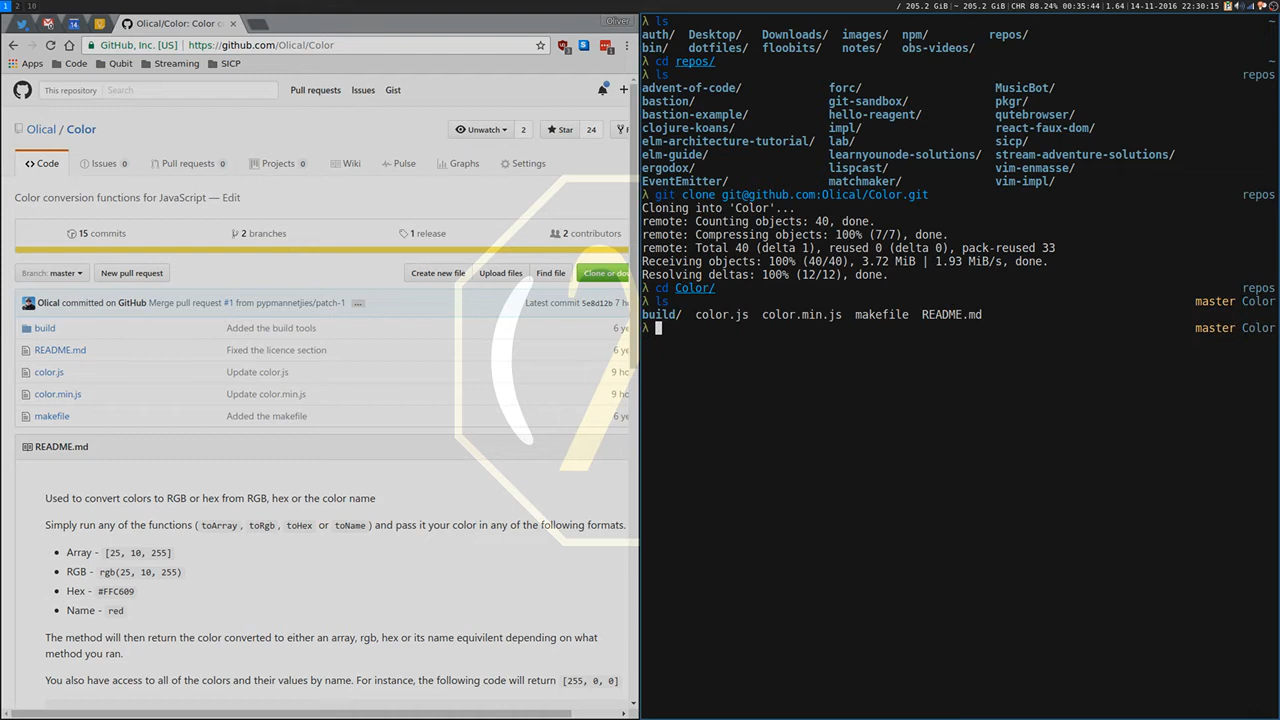 1 2 10
/ 205.2 GiB ~ 205.2 GiB CHR 88.24% 00:35:44 1.64 14-11-2016 22:30:15
Olical/Color: Color c
Oliver
GitHub, Inc. [US] https://github.com/Olical/Color
Apps Code Qubit Streaming SICP
This repository Search Pull requests Issues Gist
Olical / Color
Unwatch 2 Star 24
Code Issues 0 Pull requests 0 Projects 0 Wiki Pulse Graphs Settings
Color conversion functions for JavaScript — Edit
15 commits 2 branches 1 release 2 contributors
Branch: master New pull request Create new file Upload files Find file Clone or dow
Olical committed on GitHub Merge pull request #1 from pypmannetjies/patch-1 ... Latest commit 5e8d12b 7 h
build Added the build tools 6 ye
README.md Fixed the licence section 6 ye
color.js Update color.js 9 ho
color.min.js Update color.min.js 9 ho
makefile Added the makefile 6 ye
README.md
Used to convert colors to RGB or hex from RGB, hex or the color name
Simply run any of the functions ( toArray , toRgb , toHex or toName ) and pass it your color in any of the following formats.
Array - [25, 10, 255]
RGB - rgb(25, 10, 255)
Hex - #FFC609
Name - red
The method will then return the color converted to either an array, rgb, hex or its name equivilent depending on what
method you ran.
You also have access to all of the colors and their values by name. For instance, the following code will return [255, 0, 0]
λ ls ~
auth/ Desktop/ Downloads/ images/ npm/ repos/
bin/ dotfiles/ floobits/ notes/ obs-videos/
λ cd repos/ ~
λ ls repos
advent-of-code/ forc/ MusicBot/
bastion/ git-sandbox/ pkgr/
bastion-example/ hello-reagent/ qutebrowser/
clojure-koans/ impl/ react-faux-dom/
elm-architecture-tutorial/ lab/ sicp/
elm-guide/ learnyounode-solutions/ stream-adventure-solutions/
ergodox/ lispcast/ vim-enmasse/
EventEmitter/ matchmaker/ vim-impl/
λ git clone git@github.com:Olical/Color.git repos
Cloning into 'Color'...
remote: Counting objects: 40, done.
remote: Compressing objects: 100% (7/7), done.
remote: Total 40 (delta 1), reused 0 (delta 0), pack-reused 33
Receiving objects: 100% (40/40), 3.72 MiB | 1.93 MiB/s, done.
Resolving deltas: 100% (12/12), done.
λ cd Color/ repos
λ ls master Color
build/ color.js color.min.js makefile README.md
λ master Color